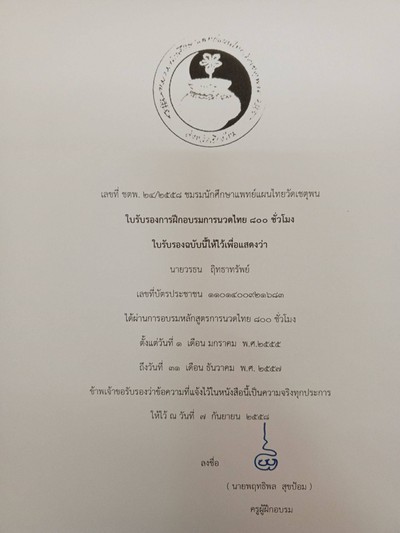 เลขที่ ชตพ. ๒๔/๒๕๕๘ ชมรมนักศึกษาแพทย์แผนไทยวัดเชตุพน
ใบรับรองการฝึกอบรมการนวดไทย ๘๐๐ ชั่วโมง
ใบรับรองฉบับนี้ให้ไว้เพื่อแสดงว่า
นายวรธน ฤิทธาทรัพย์
เลขที่บัตรประชาชน ๑๑๐๑๔๐๐๙๒๑๖๘๓
ได้ผ่านการอบรมหลักสูตรการนวดไทย ๘๐๐ ชั่วโมง
ตั้งแต่วันที่ ๑ เดือน มกราคม พ.ศ.๒๕๕๕
ถึงวันที่ ๓๑ เดือน ธันวาคม พ.ศ. ๒๕๕๗
ข้าพเจ้าขอรับรองว่าข้อความที่แจ้งไว้ในหนังสือนี้เป็นความจริงทุกประการ
ให้ไว้ ณ วันที่ ๗ กันยายน ๒๕๕๘
ลงชื่อ
( นายพฤทธิพล สุขป้อม )
ครูผู้ฝึกอบรม